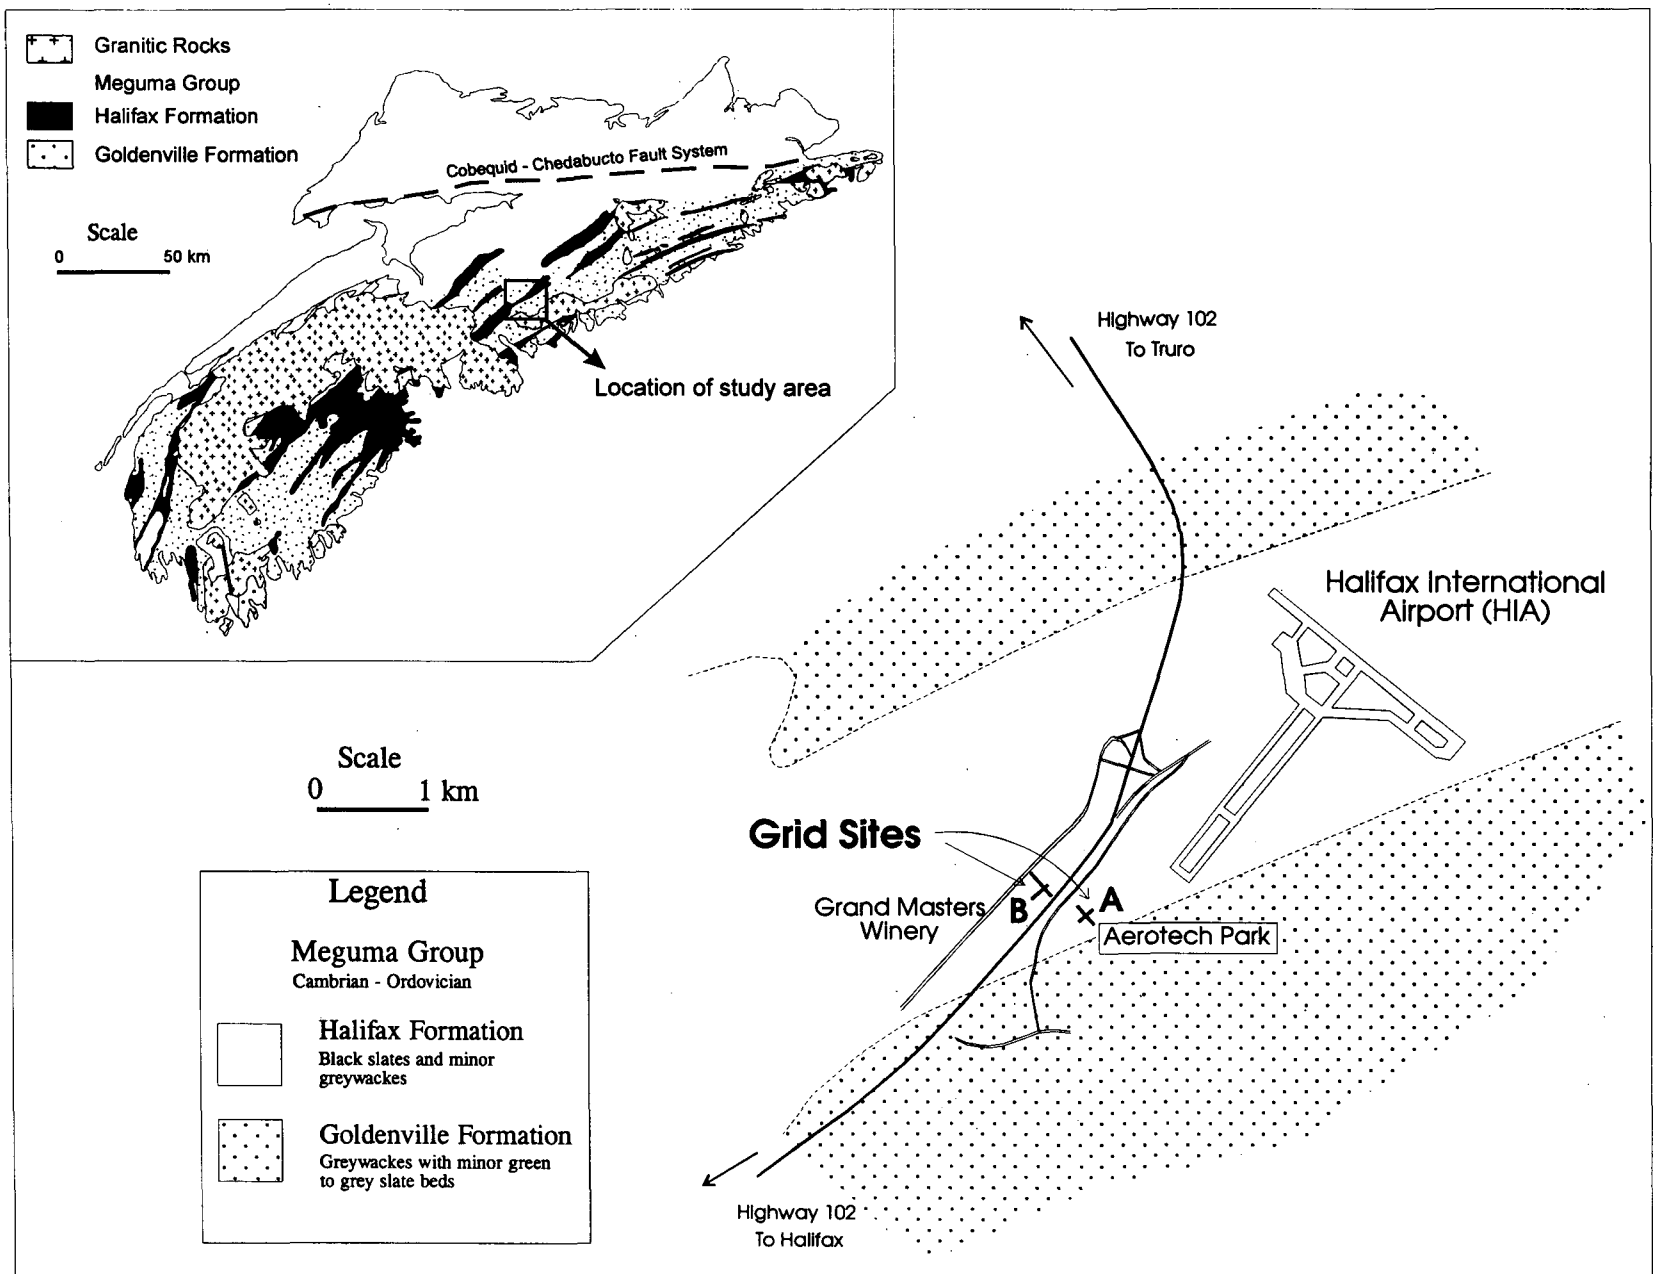 Granitic Rocks
Meguma Group
Halifax Formation
Goldenville Formation
Cobequid - Chedabucto Fault System
Scale
0 50 km
Location of study area
Highway 102
To Truro
Halifax International
Airport (HIA)
Scale
0 1 km
Grid Sites
Grand Masters
Winery
B
A
Aerotech Park
Legend
Meguma Group
Cambrian - Ordovician
Halifax Formation
Black slates and minor
greywackes
Goldenville Formation
Greywackes with minor green
to grey slate beds
Highway 102
To Halifax